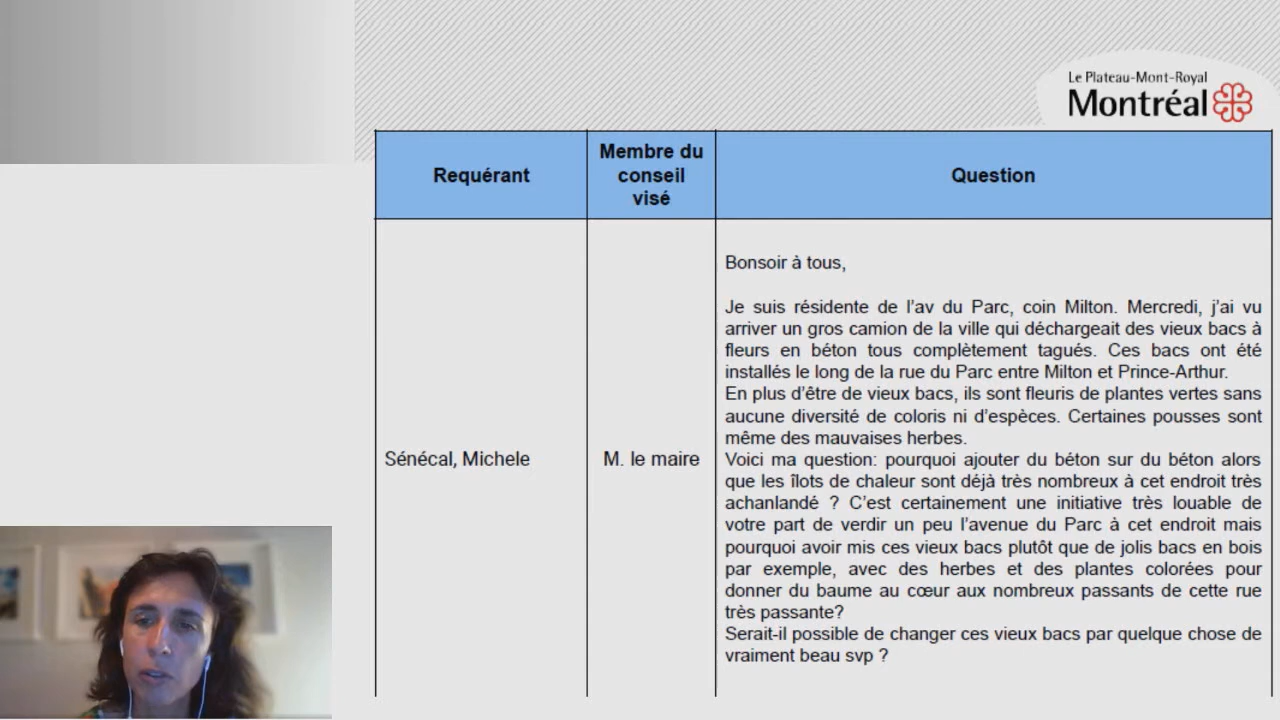 Le Plateau-Mont-Royal
Montréal
Requérant
Membre du
conseil
visé
Question
Sénécal, Michele
M. le maire
Bonsoir à tous,
Je suis résidente de l'av du Parc, coin Milton. Mercredi, j'ai vu
arriver un gros camion de la ville qui déchargeait des vieux bacs à
fleurs en béton tous complètement tagués. Ces bacs ont été
installés le long de la rue du Parc entre Milton et Prince-Arthur.
En plus d'être de vieux bacs, ils sont fleuris de plantes vertes sans
aucune diversité de coloris ni d'espèces. Certaines pousses sont
même des mauvaises herbes.
Voici ma question: pourquoi ajouter du béton sur du béton alors
que les îlots de chaleur sont déjà très nombreux à cet endroit très
achanlandé ? C'est certainement une initiative très louable de
votre part de verdir un peu l'avenue du Parc à cet endroit mais
pourquoi avoir mis ces vieux bacs plutôt que de jolis bacs en bois
par exemple, avec des herbes et des plantes colorées pour
donner du baume au cœur aux nombreux passants de cette rue
très passante?
Serait-il possible de changer ces vieux bacs par quelque chose de
vraiment beau svp ?